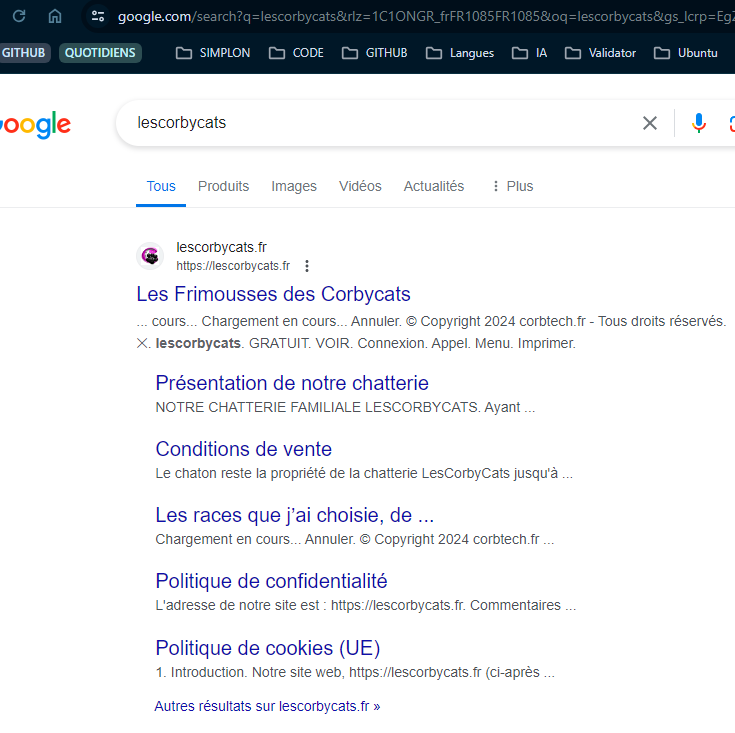 google.com/search?q=lescorbycats&rlz=1C1ONGR_frFR1085FR1085&oq=lescorbycats&gs_lcrp=Eg
GITHUB QUOTIDIENS SIMPLON CODE GITHUB Langues IA Validator Ubuntu
Google
lescorbycats
Tous Produits Images Vidéos Actualités Plus
lescorbycats.fr
https://lescorbycats.fr
Les Frimousses des Corbycats
... cours... Chargement en cours... Annuler. © Copyright 2024 corbtech.fr - Tous droits réservés.
╳. lescorbycats. GRATUIT. VOIR. Connexion. Appel. Menu. Imprimer.
Présentation de notre chatterie
NOTRE CHATTERIE FAMILIALE LESCORBYCATS. Ayant ...
Conditions de vente
Le chaton reste la propriété de la chatterie LesCorbyCats jusqu'à ...
Les races que j’ai choisie, de ...
Chargement en cours... Annuler. © Copyright 2024 corbtech.fr ...
Politique de confidentialité
L'adresse de notre site est : https://lescorbycats.fr. Commentaires ...
Politique de cookies (UE)
1. Introduction. Notre site web, https://lescorbycats.fr (ci-après ...
Autres résultats sur lescorbycats.fr »